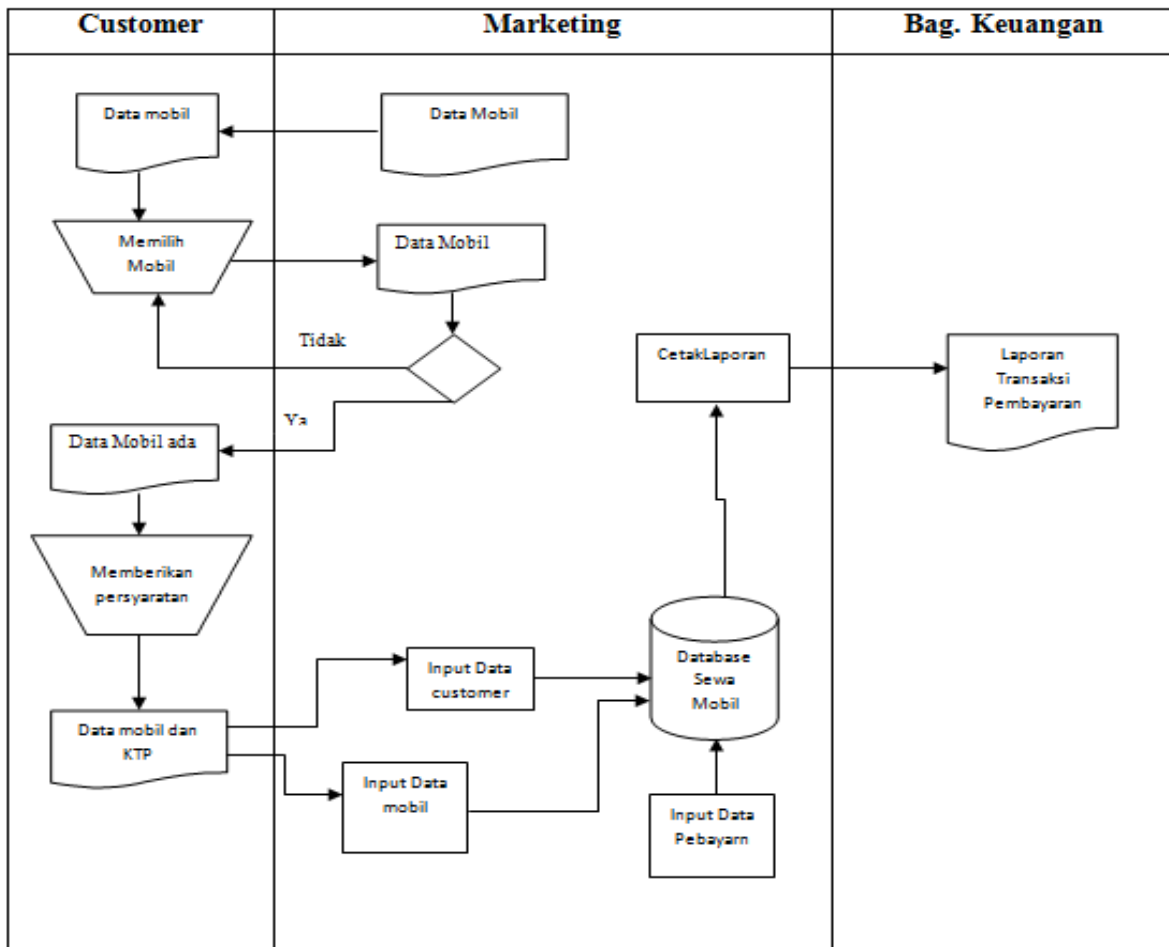 Customer
Marketing
Bag. Keuangan
Data mobil
Data Mobil
Memilih
Mobil
Data Mobil
Tidak
CetakLaporan
Laporan
Transaksi
Pembayaran
Ya
Data Mobil ada
Memberikan
persyaratan
Input Data
customer
Database
Sewa
Mobil
Data mobil dan
KTP
Input Data
mobil
Input Data
Pebayarn